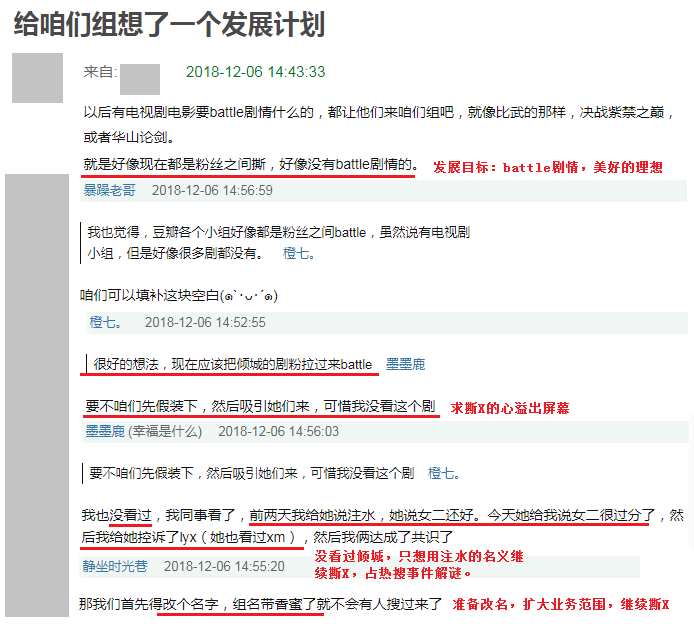 给咱们组想了一个发展计划
来自: 2018-12-06 14:43:33
以后有电视剧电影要battle剧情什么的，都让他们来咱们组吧，就像比武的那样，决战紫禁之巅，
或者华山论剑。
就是好像现在都是粉丝之间撕，好像没有battle剧情的。 发展目标：battle剧情，美好的理想
暴躁老哥 2018-12-06 14:56:59
我也觉得，豆瓣各个小组好像都是粉丝之间battle，虽然说有电视剧
小组，但是好像很多剧都没有。 橙七。
咱们可以填补这块空白(๑`･ᴗ･´๑)
橙七。 2018-12-06 14:52:55
很好的想法，现在应该把倾城的剧粉拉过来battle 墨墨鹿
要不咱们先假装下，然后吸引她们来，可惜我没看这个剧 求撕X的心溢出屏幕
墨墨鹿 (幸福是什么) 2018-12-06 14:56:03
要不咱们先假装下，然后吸引她们来，可惜我没看这个剧 橙七。
我也没看过，我同事看了，前两天我给她说注水，她说女二还好。今天她给我说女二很过分了，然
后我给她控诉了lyx（她也看过xm），然后我俩达成了共识了
没看过倾城，只想用注水的名义继
续撕X，占热搜事件解谜。
静坐时光巷 2018-12-06 14:55:20
那我们首先得改个名字，组名带香蜜了就不会有人搜过来了 准备改名，扩大业务范围，继续撕X